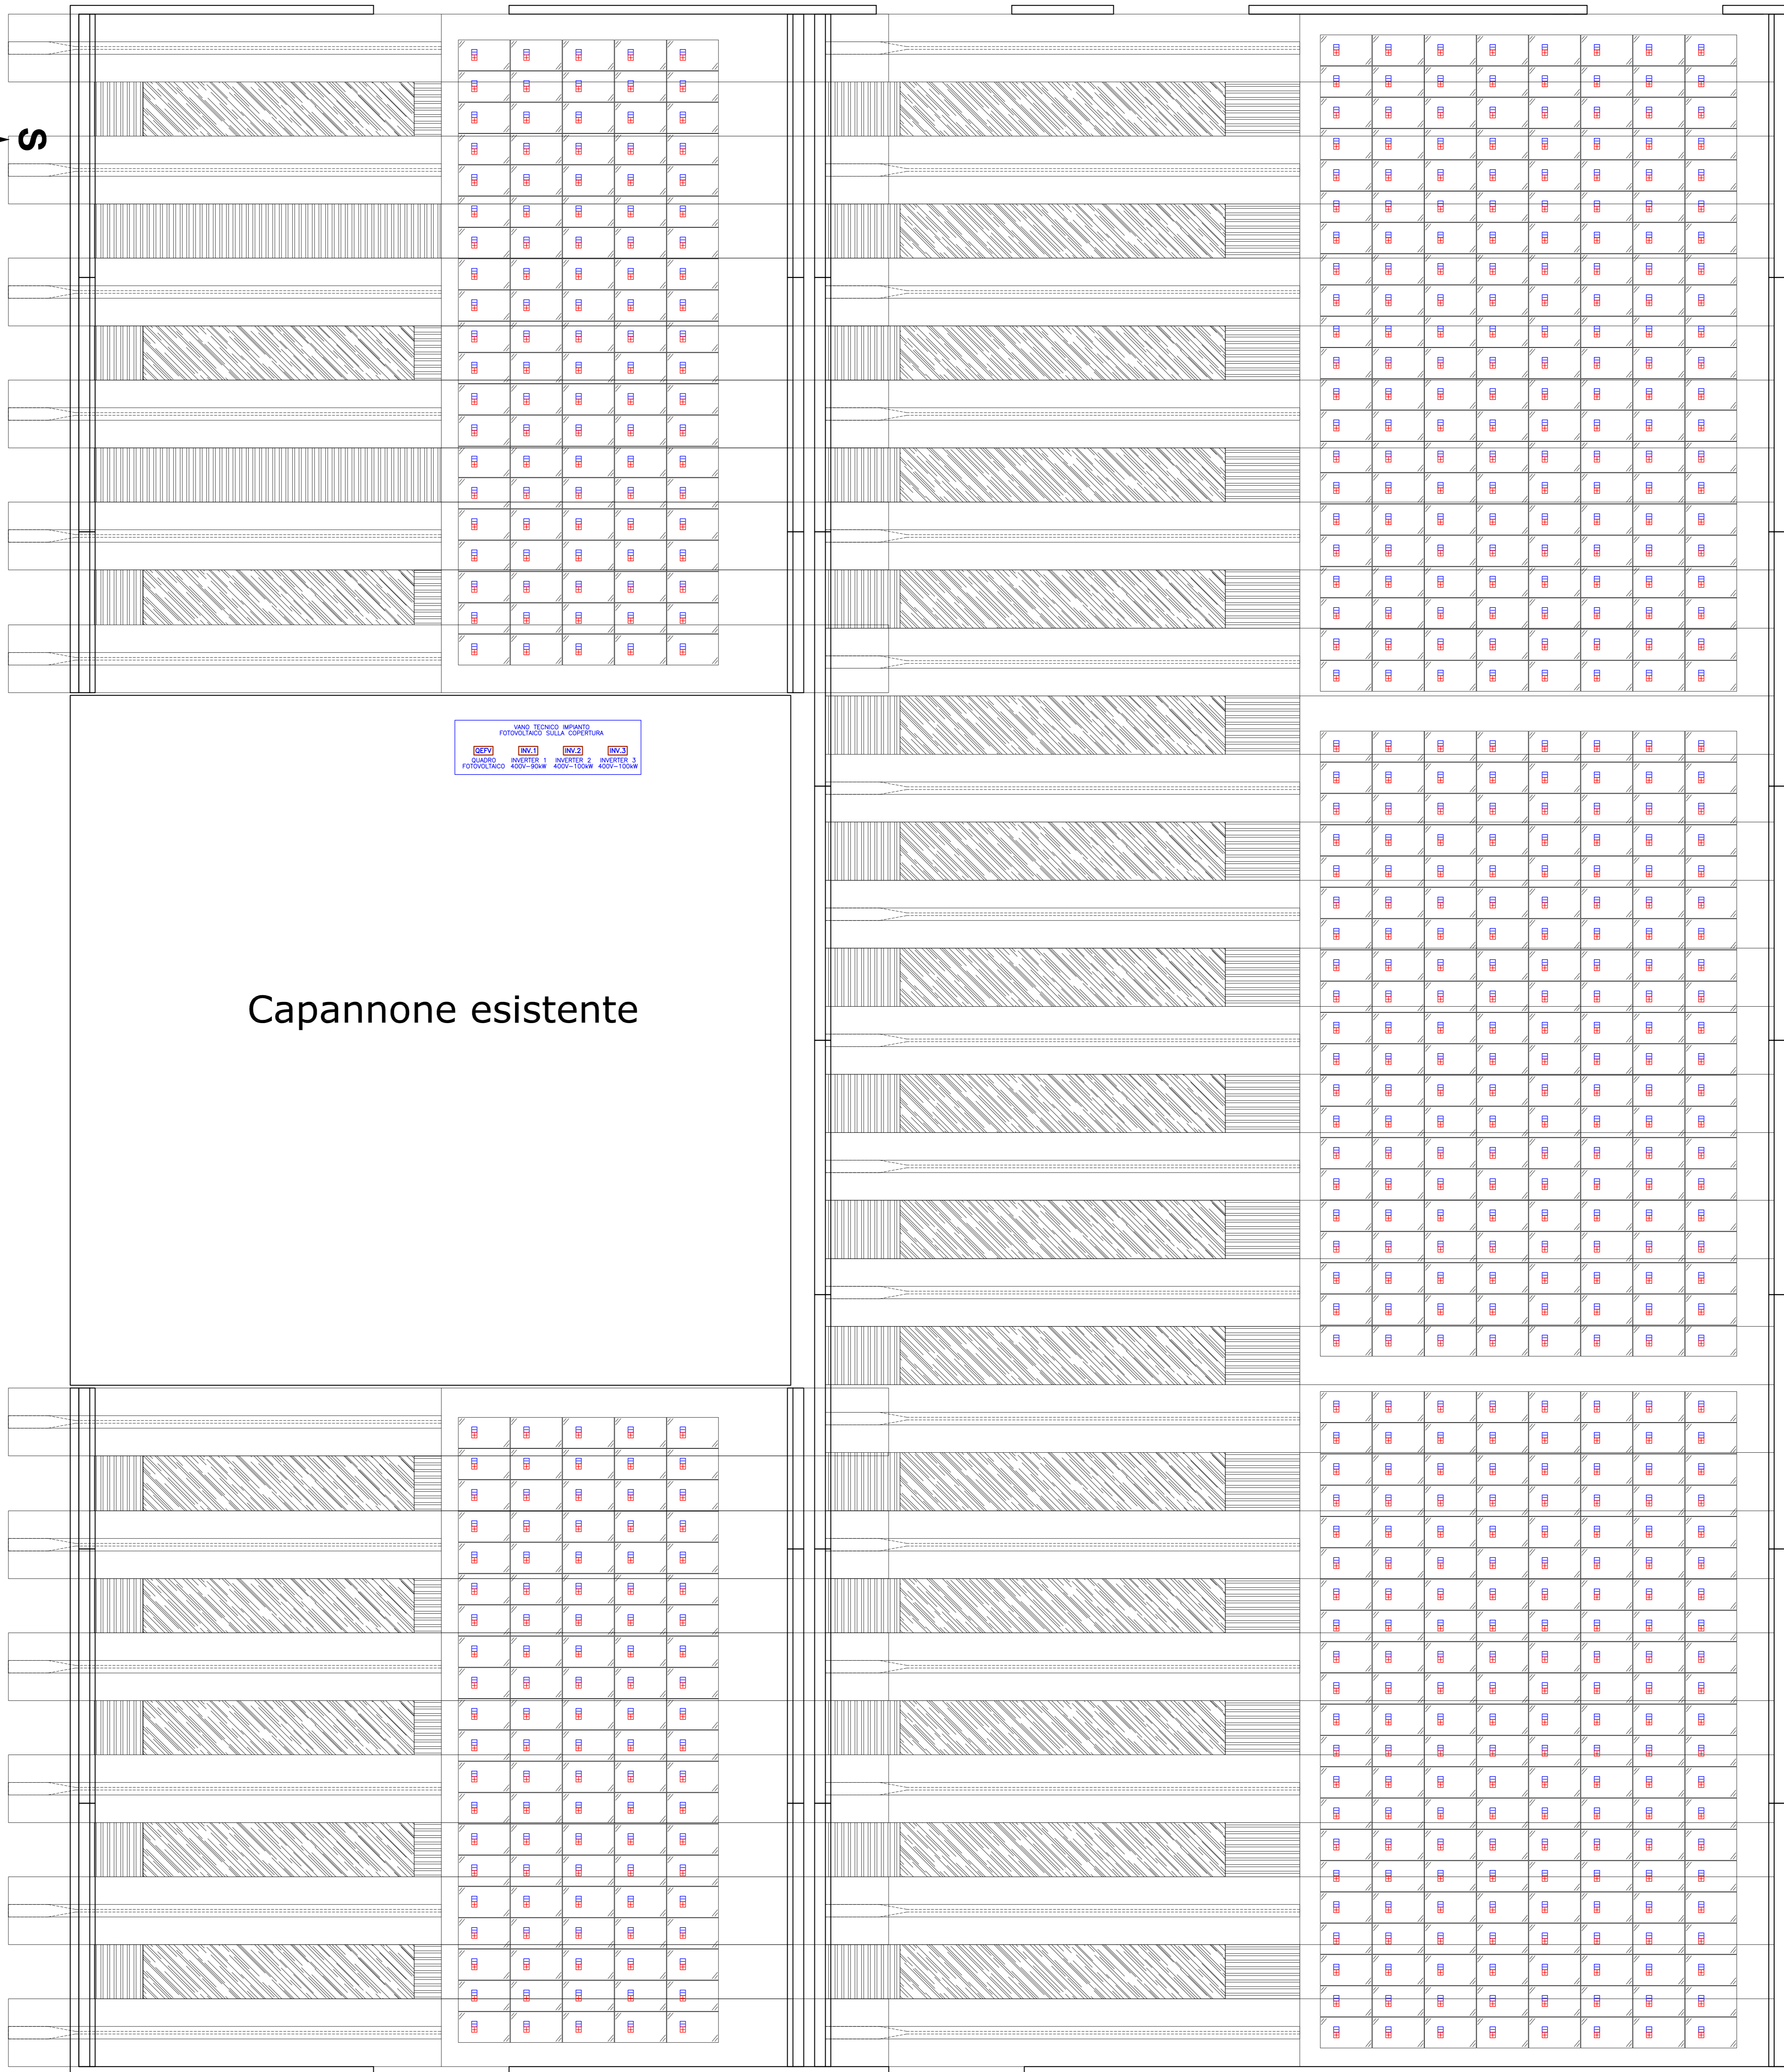 S
VANO TECNICO IMPIANTO
FOTOVOLTAICO SULLA COPERTURA
QEFV INV.1 INV.2 INV.3
QUADRO INVERTER 1 INVERTER 2 INVERTER 3
FOTOVOLTAICO 400V-90kW 400V-100kW 400V-100kW
Capannone esistente